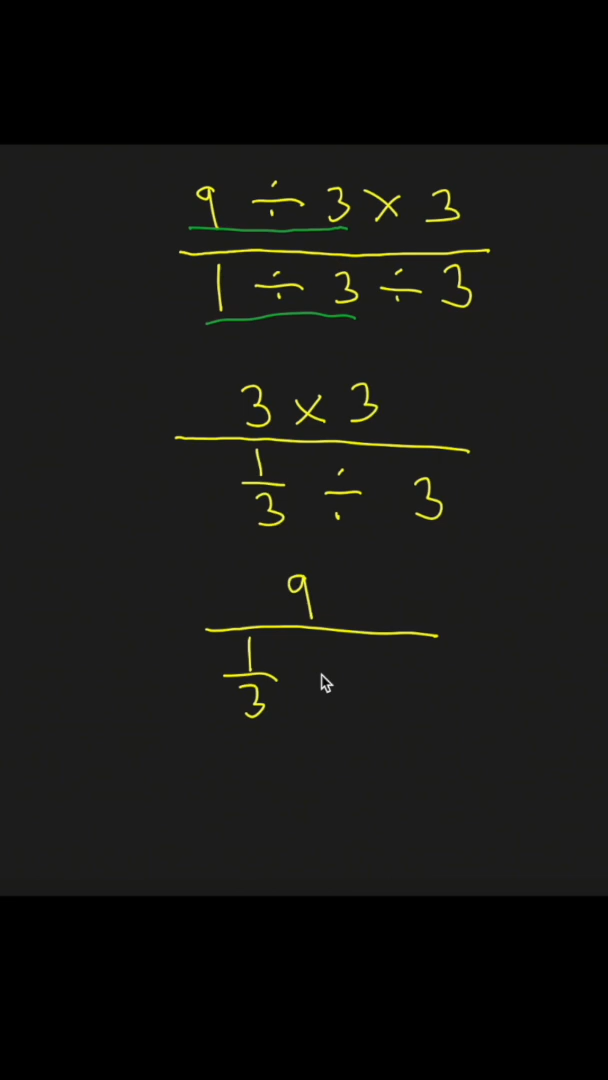 9 ÷ 3 × 3
1 ÷ 3 ÷ 3
3 × 3
1
3 ÷ 3
9
1
3